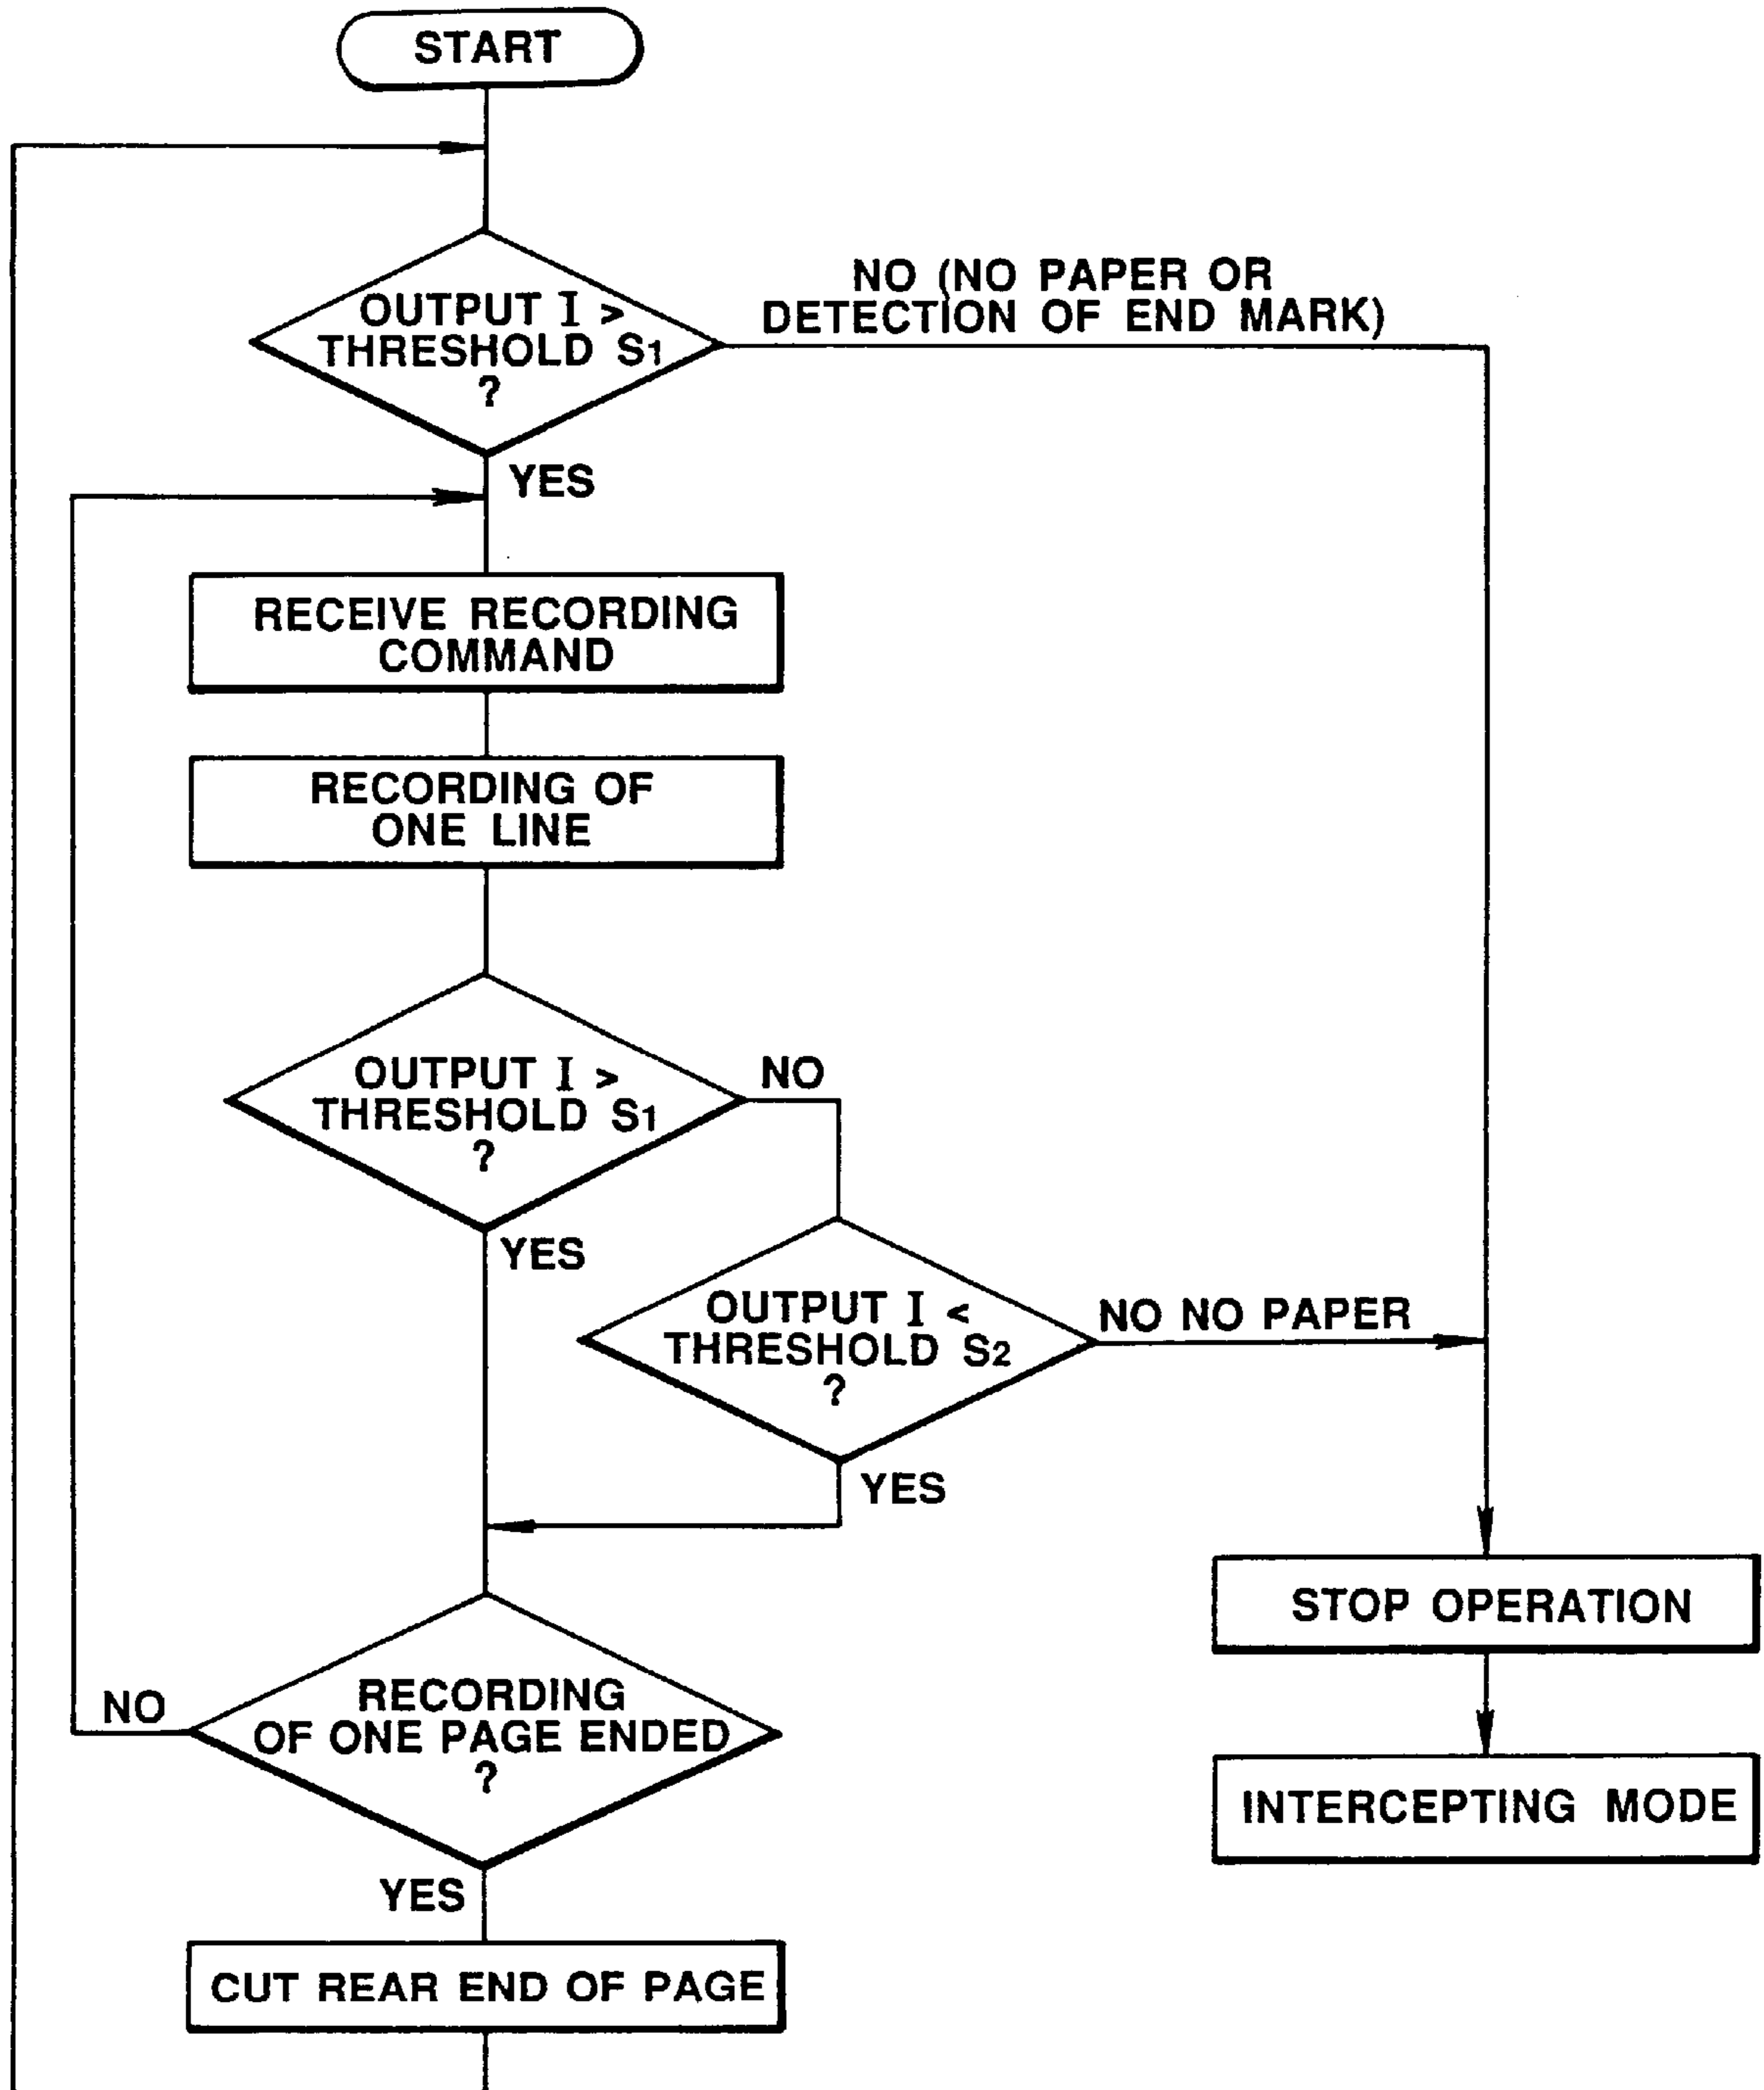 START
OUTPUT I >
THRESHOLD S1
?
NO (NO PAPER OR
DETECTION OF END MARK)
YES
RECEIVE RECORDING
COMMAND
RECORDING OF
ONE LINE
OUTPUT I >
THRESHOLD S1
?
NO
YES
OUTPUT I <
THRESHOLD S2
?
NO NO PAPER
YES
STOP OPERATION
INTERCEPTING MODE
RECORDING
OF ONE PAGE ENDED
?
NO
YES
CUT REAR END OF PAGE